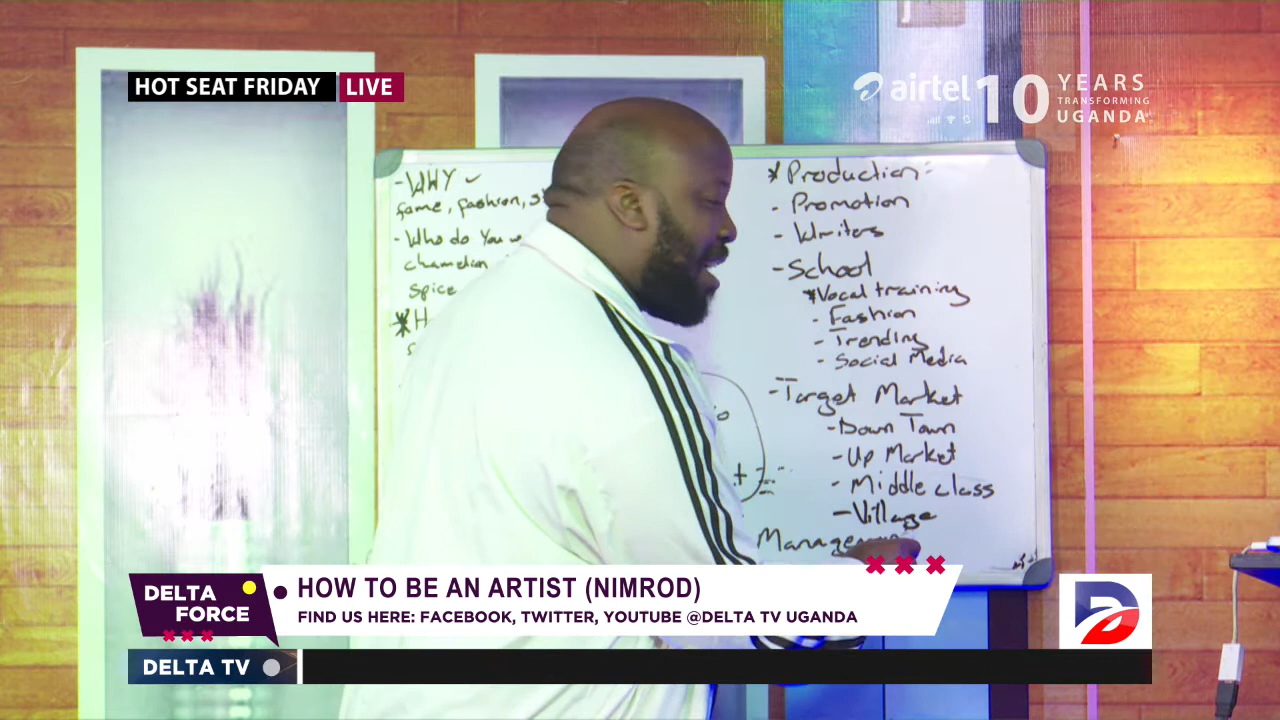 HOT SEAT FRIDAY LIVE
airtel 10 YEARS
TRANSFORMING
UGANDA
- WHY ✓
fame, fashion,
- Who do You
chamelion
Spice
* H
* Production:
- Promotion
- Writers
- School
* Vocal training
- Fashion
- Trending
- Social Media
- Target Market
- Down Town
- Up Market
- Middle class
- Village
DELTA
FORCE
HOW TO BE AN ARTIST (NIMROD)
FIND US HERE: FACEBOOK, TWITTER, YOUTUBE @DELTA TV UGANDA
DELTA TV